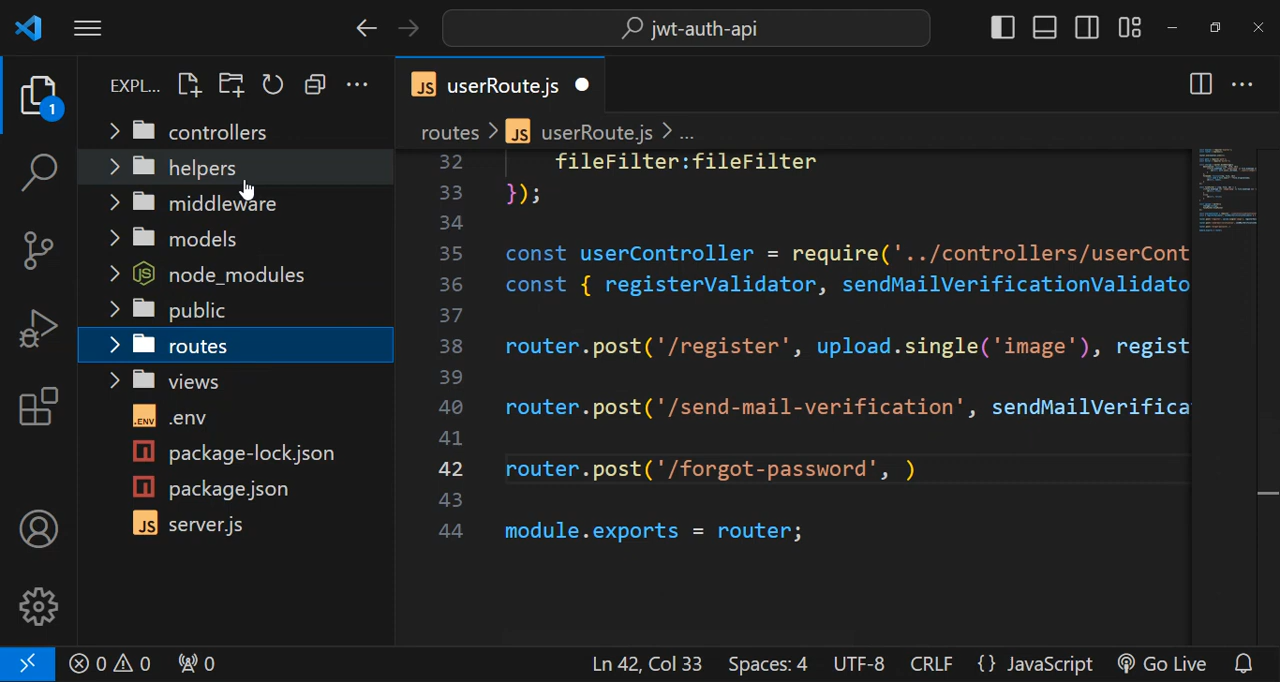 jwt-auth-api
EXPL...
1
controllers
helpers
middleware
models
node_modules
public
routes
views
.env
package-lock.json
package.json
server.js
JS userRoute.js
routes > JS userRoute.js > ...
32 fileFilter:fileFilter
33 });
34
35 const userController = require('../controllers/userCont
36 const { registerValidator, sendMailVerificationValidato
37
38 router.post('/register', upload.single('image'), regist
39
40 router.post('/send-mail-verification', sendMailVerifica
41
42 router.post('/forgot-password', )
43
44 module.exports = router;
0 0 0 Ln 42, Col 33 Spaces: 4 UTF-8 CRLF {} JavaScript Go Live